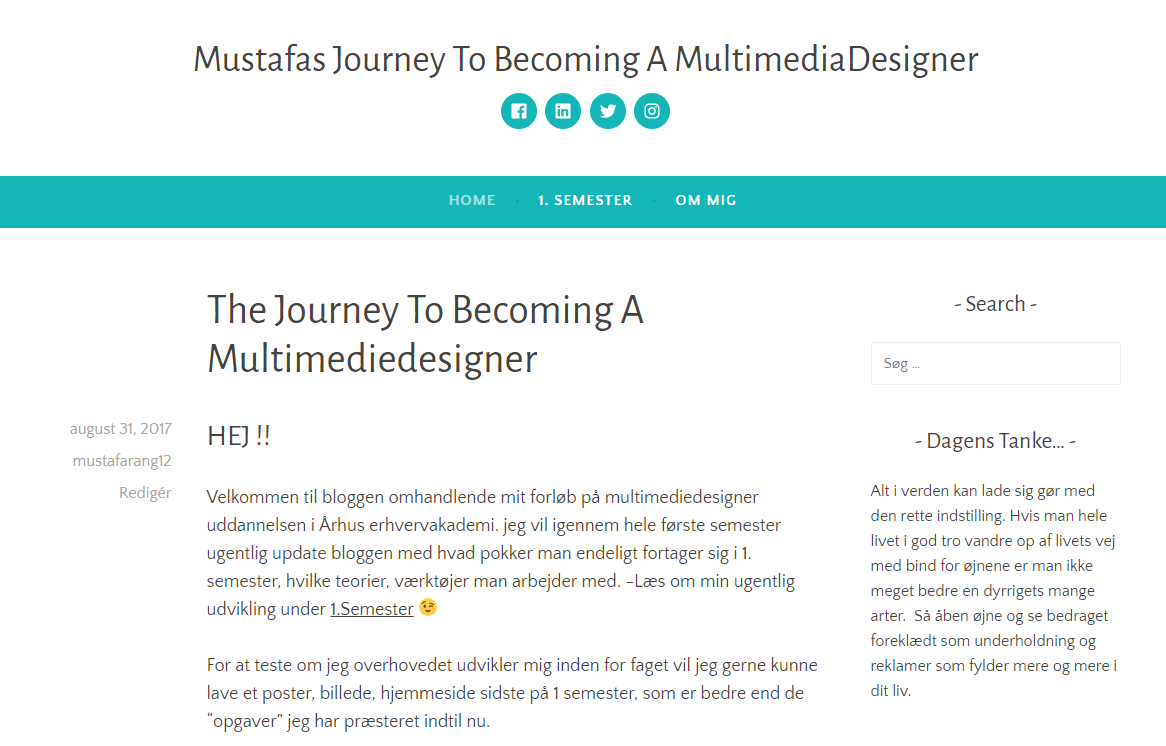 Mustafas Journey To Becoming A MultimediaDesigner
HOME · 1. SEMESTER · OM MIG
The Journey To Becoming A
Multimediedesigner
august 31, 2017
mustafarang12
Redigér
HEJ !!
Velkommen til bloggen omhandlende mit forløb på multimediedesigner
uddannelsen i Århus erhvervakademi. jeg vil igennem hele første semester
ugentlig update bloggen med hvad pokker man endeligt fortager sig i 1.
semester, hvilke teorier, værktøjer man arbejder med. -Læs om min ugentlig
udvikling under 1.Semester 😉
For at teste om jeg overhovedet udvikler mig inden for faget vil jeg gerne kunne
lave et poster, billede, hjemmeside sidste på 1 semester, som er bedre end de
“opgaver” jeg har præsteret indtil nu.
- Search -
Søg …
- Dagens Tanke… -
Alt i verden kan lade sig gør med
den rette indstilling. Hvis man hele
livet i god tro vandre op af livets vej
med bind for øjnene er man ikke
meget bedre en dyrrigets mange
arter.  Så åben øjne og se bedraget
foreklædt som underholdning og
reklamer som fylder mere og mere i
dit liv.